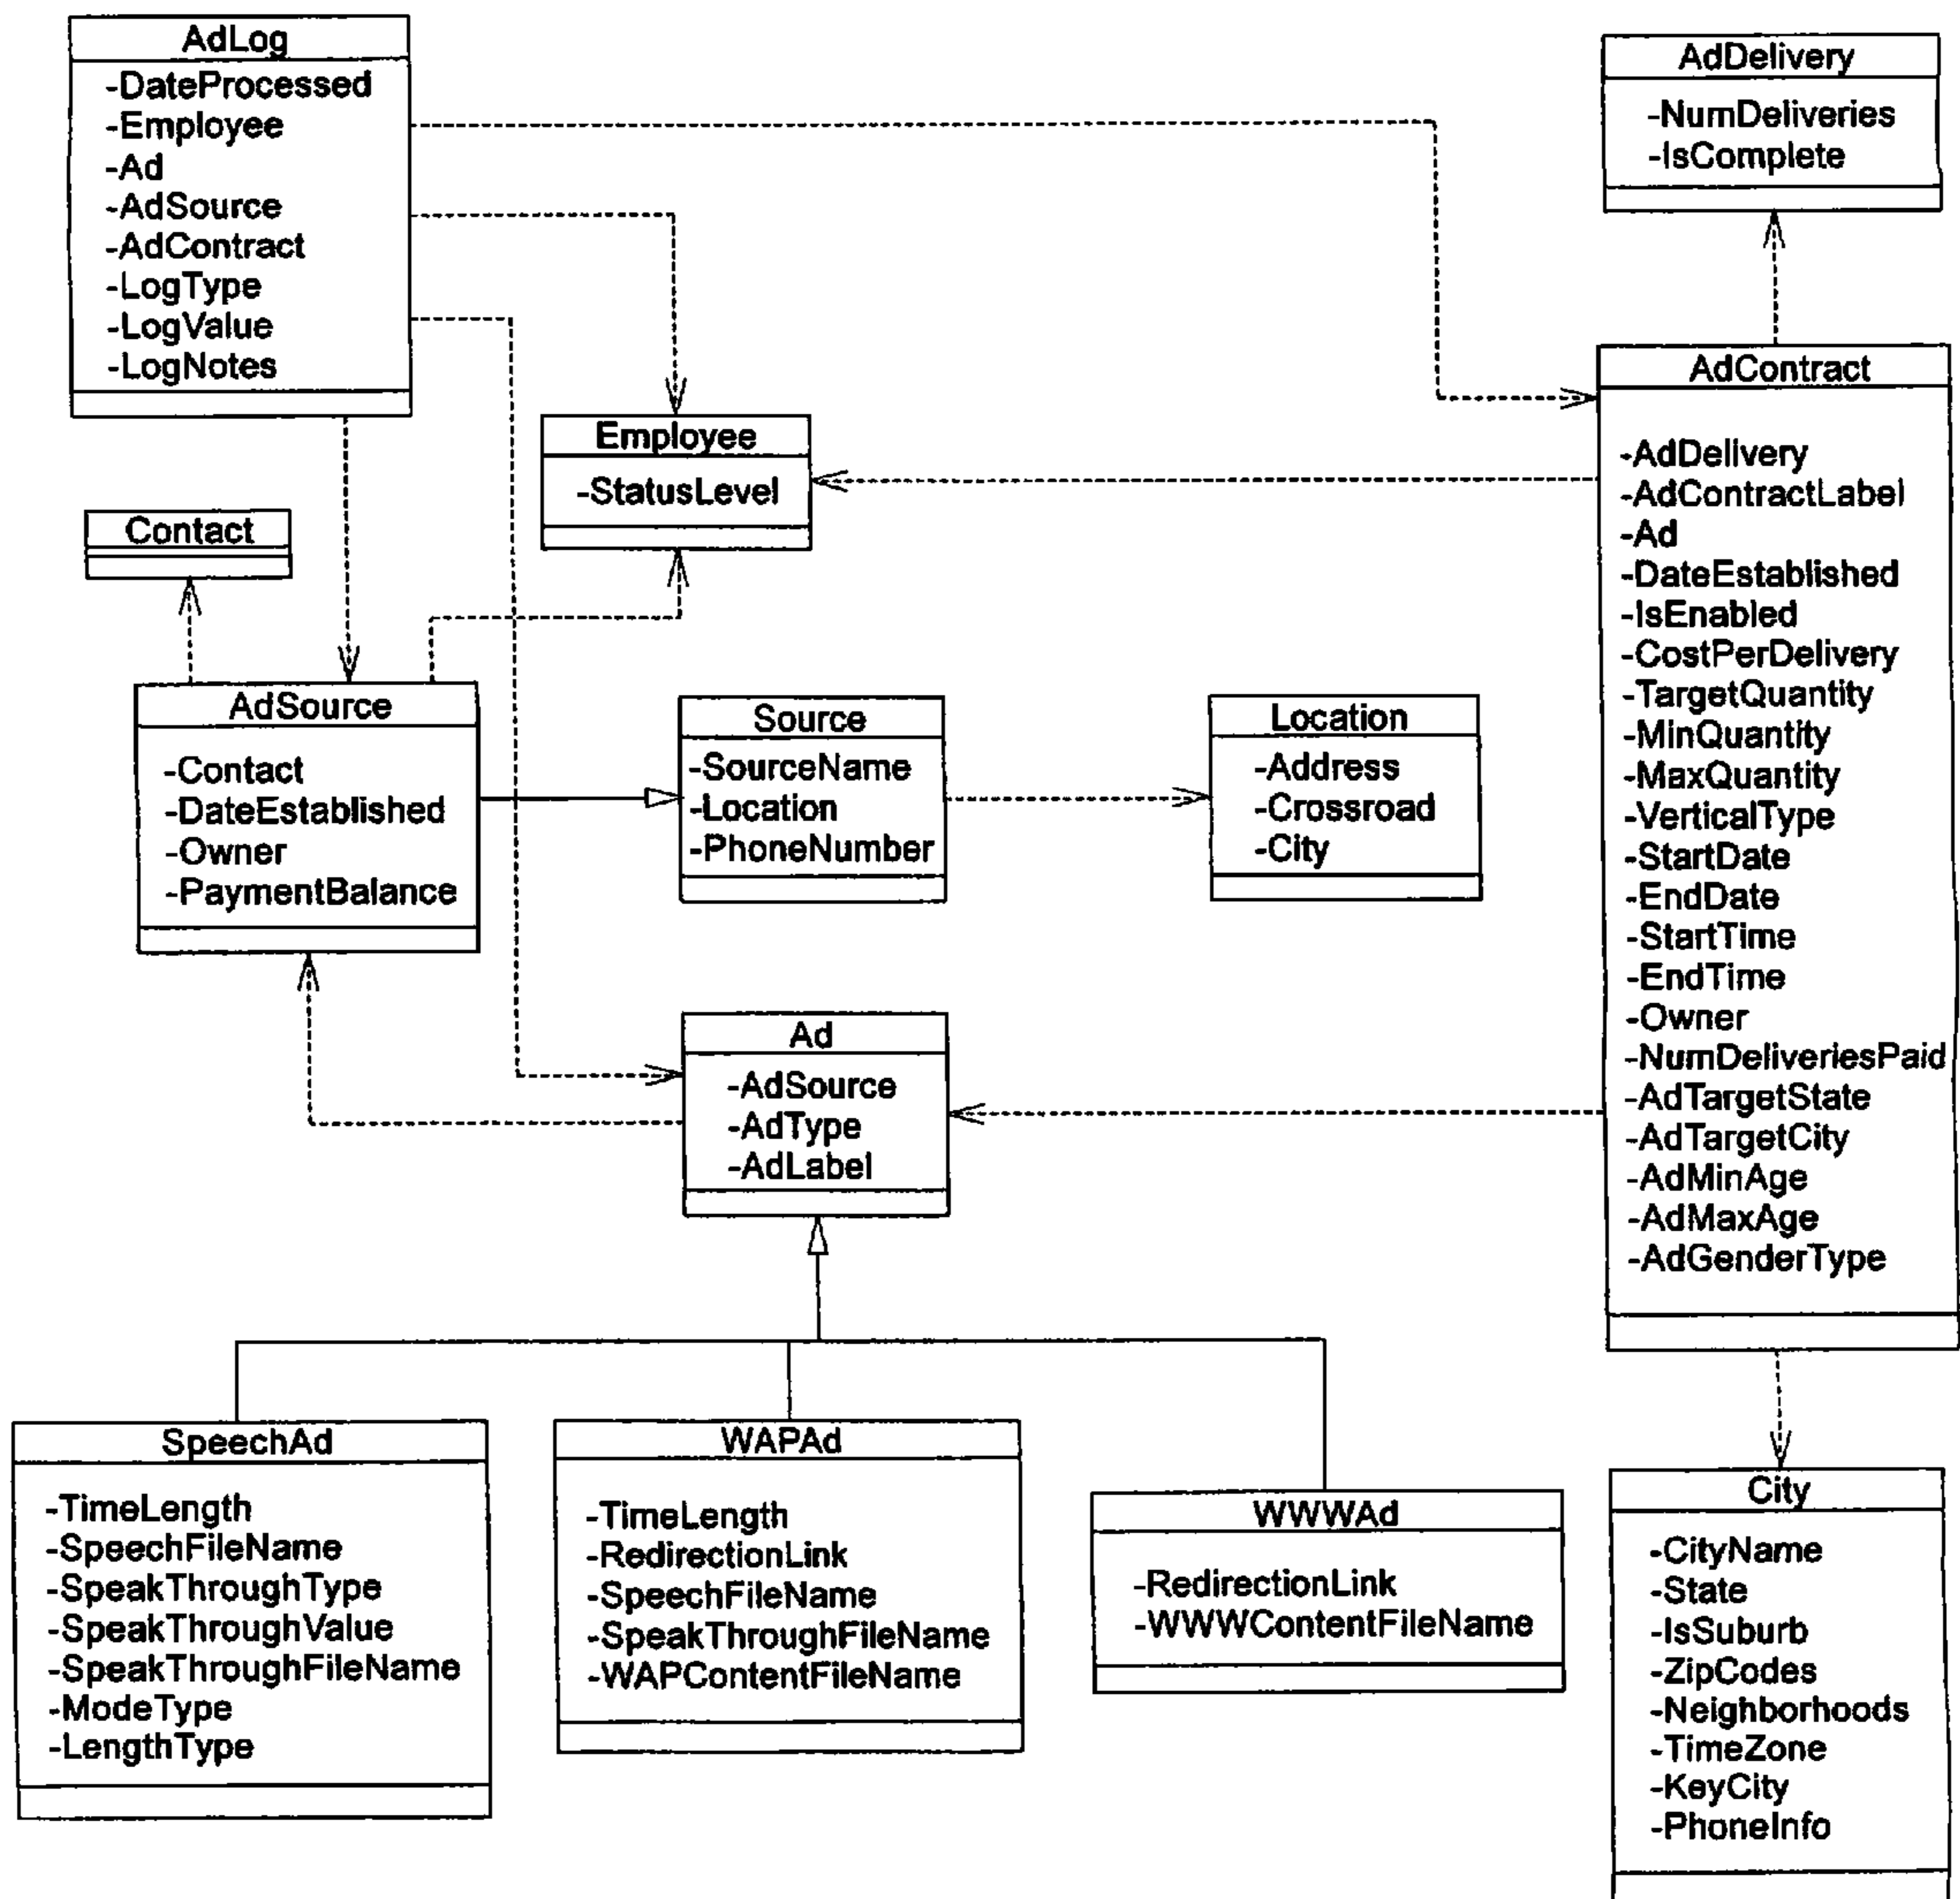 AdLog
-DateProcessed
-Employee
-Ad
-AdSource
-AdContract
-LogType
-LogValue
-LogNotes
AdDelivery
-NumDeliveries
-IsComplete
Employee
-StatusLevel
Contact
AdContract
-AdDelivery
-AdContractLabel
-Ad
-DateEstablished
-IsEnabled
-CostPerDelivery
-TargetQuantity
-MinQuantity
-MaxQuantity
-VerticalType
-StartDate
-EndDate
-StartTime
-EndTime
-Owner
-NumDeliveriesPaid
-AdTargetState
-AdTargetCity
-AdMinAge
-AdMaxAge
-AdGenderType
AdSource
-Contact
-DateEstablished
-Owner
-PaymentBalance
Source
-SourceName
-Location
-PhoneNumber
Location
-Address
-Crossroad
-City
Ad
-AdSource
-AdType
-AdLabel
SpeechAd
-TimeLength
-SpeechFileName
-SpeakThroughType
-SpeakThroughValue
-SpeakThroughFileName
-ModeType
-LengthType
WAPAd
-TimeLength
-RedirectionLink
-SpeechFileName
-SpeakThroughFileName
-WAPContentFileName
WWWAd
-RedirectionLink
-WWWContentFileName
City
-CityName
-State
-IsSuburb
-ZipCodes
-Neighborhoods
-TimeZone
-KeyCity
-PhoneInfo